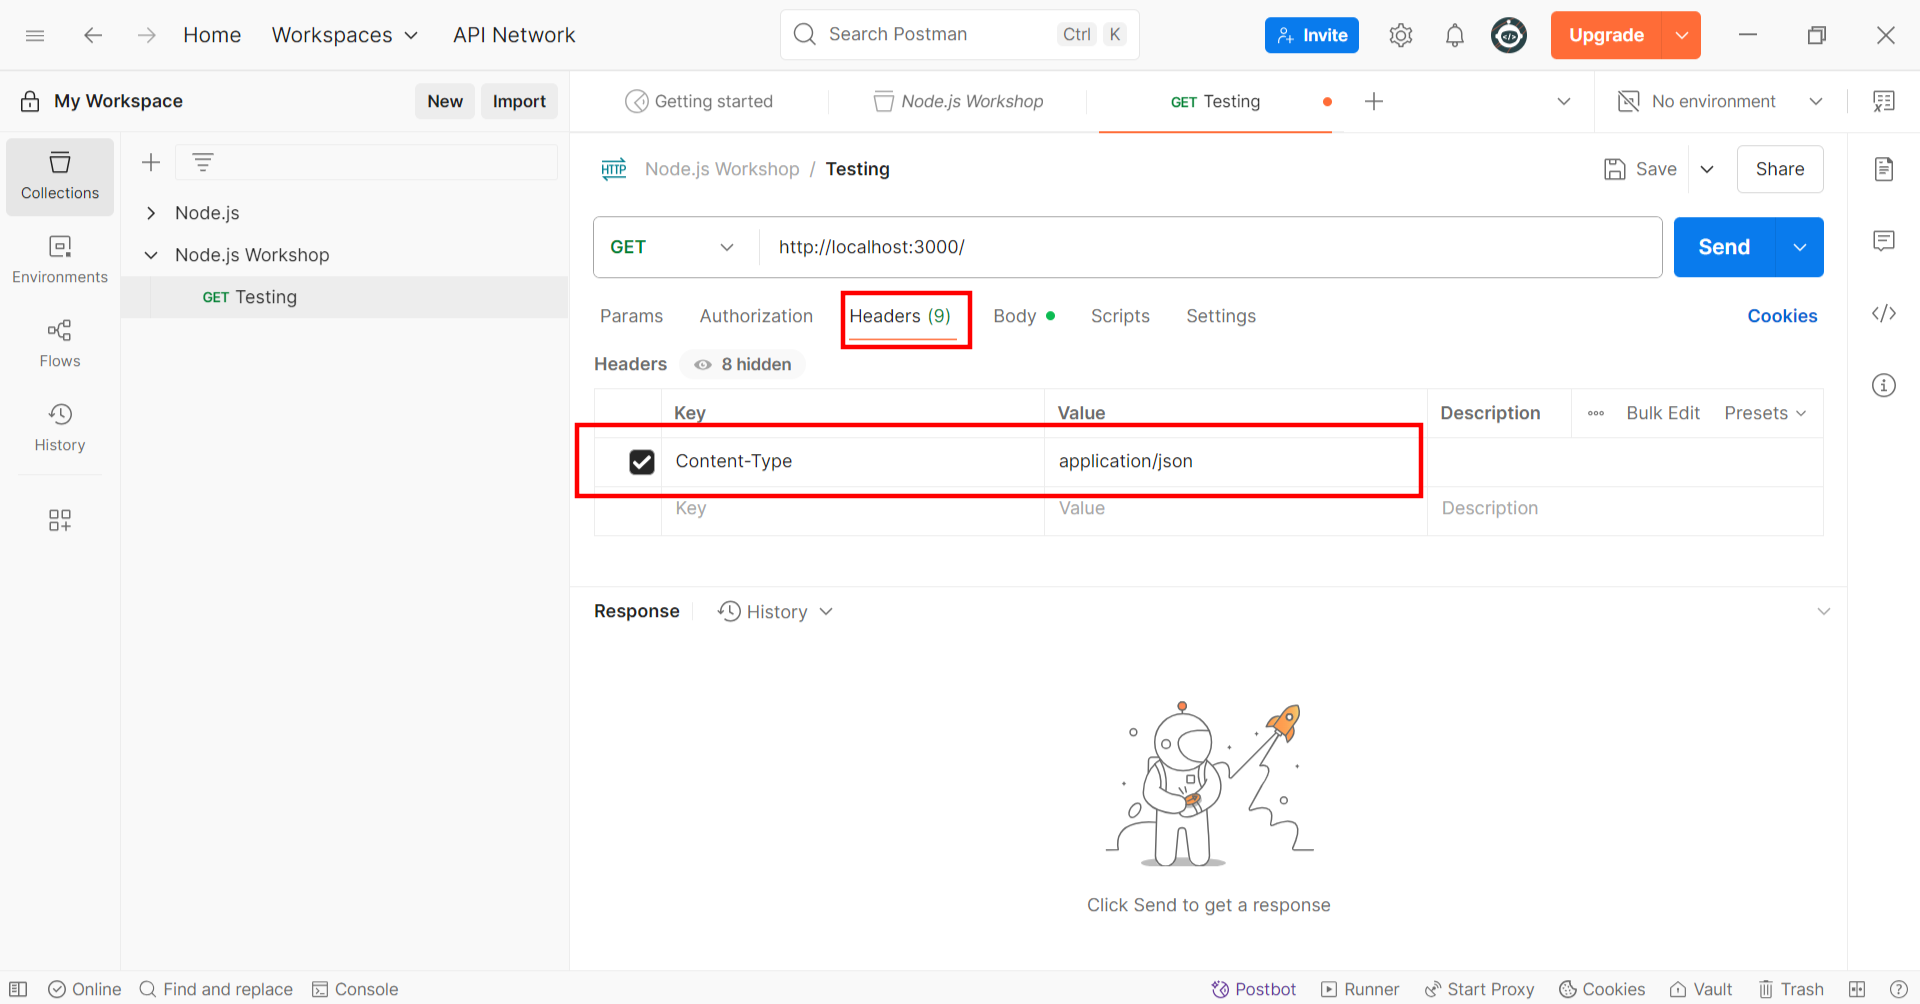 Home Workspaces API Network Search Postman Ctrl K Invite Upgrade
My Workspace New Import Getting started Node.js Workshop GET Testing No environment
Collections
Environments
Flows
History
Node.js
Node.js Workshop
GET Testing
HTTP Node.js Workshop / Testing Save Share
GET http://localhost:3000/ Send
Params Authorization Headers (9) Body Scripts Settings Cookies
Headers 8 hidden
Key Value Description Bulk Edit Presets
Content-Type application/json
Key Value Description
Response History
Click Send to get a response
Online Find and replace Console Postbot Runner Start Proxy Cookies Vault Trash